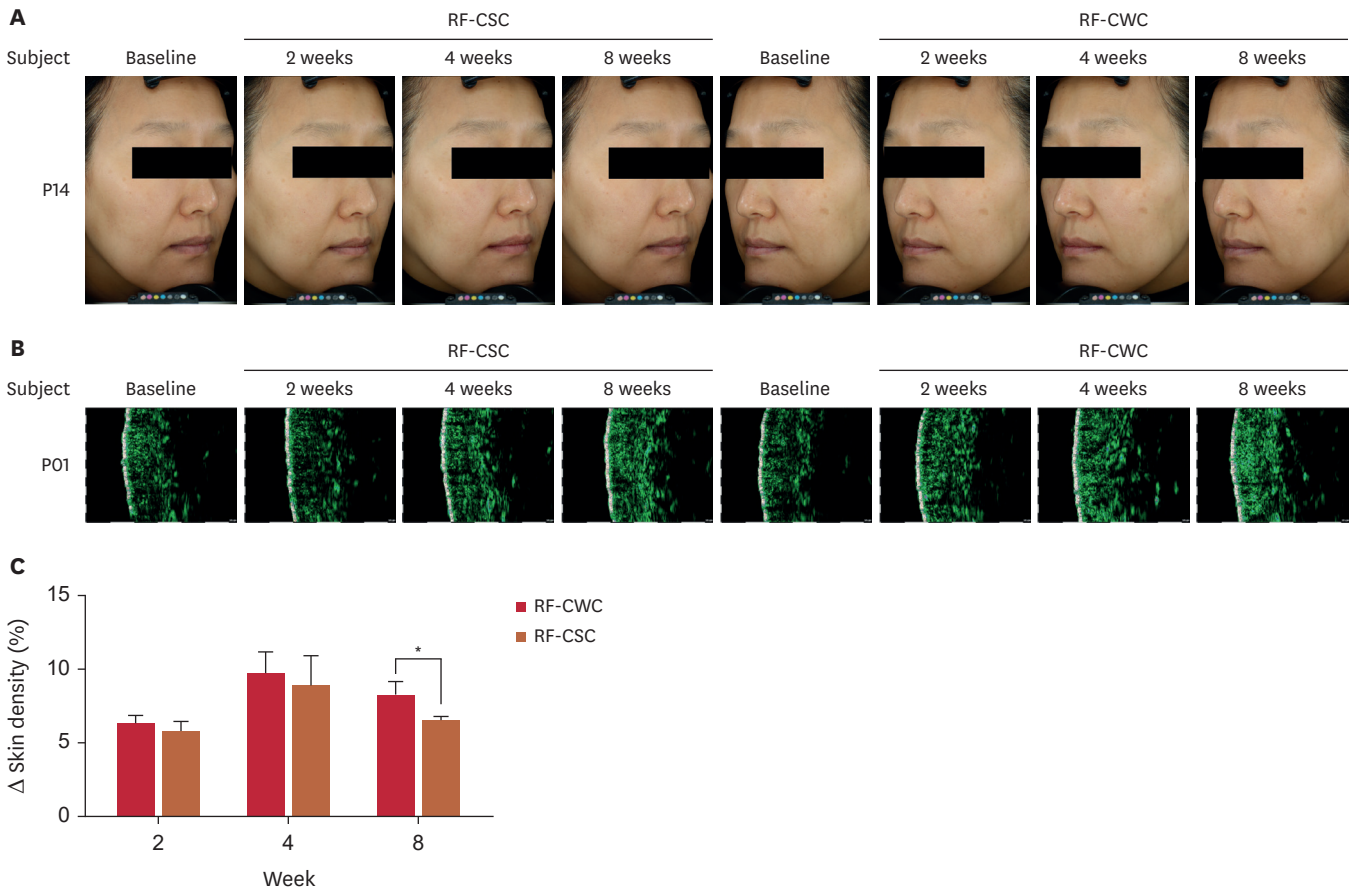 A
RF-CSC RF-CWC
Subject Baseline 2 weeks 4 weeks 8 weeks Baseline 2 weeks 4 weeks 8 weeks
P14
B
RF-CSC RF-CWC
Subject Baseline 2 weeks 4 weeks 8 weeks Baseline 2 weeks 4 weeks 8 weeks
P01
C
Δ Skin density (%)
15
10
5
0
RF-CWC
RF-CSC
*
2 4 8
Week